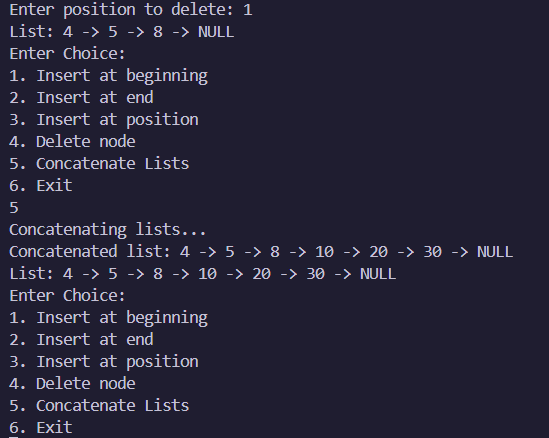 Enter position to delete: 1
List: 4 -> 5 -> 8 -> NULL
Enter Choice:
1. Insert at beginning
2. Insert at end
3. Insert at position
4. Delete node
5. Concatenate Lists
6. Exit
5
Concatenating lists...
Concatenated list: 4 -> 5 -> 8 -> 10 -> 20 -> 30 -> NULL
List: 4 -> 5 -> 8 -> 10 -> 20 -> 30 -> NULL
Enter Choice:
1. Insert at beginning
2. Insert at end
3. Insert at position
4. Delete node
5. Concatenate Lists
6. Exit